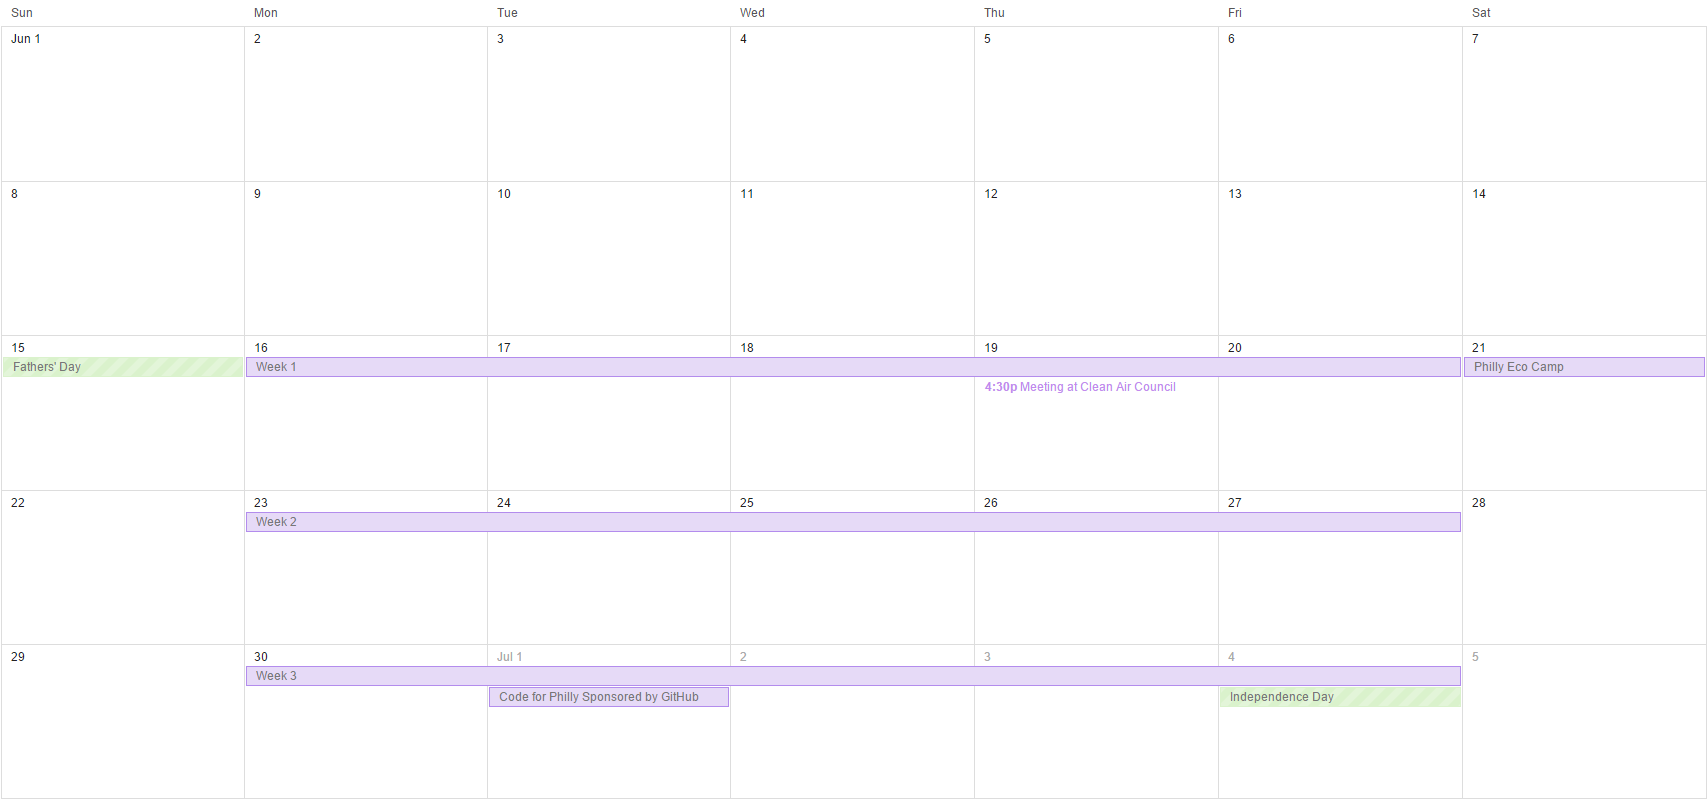 Sun Mon Tue Wed Thu Fri Sat
Jun 1 2 3 4 5 6 7
8 9 10 11 12 13 14
15 16 17 18 19 20 21
Fathers' Day Week 1 Philly Eco Camp
4:30p Meeting at Clean Air Council
22 23 24 25 26 27 28
Week 2
29 30 Jul 1 2 3 4 5
Week 3
Code for Philly Sponsored by GitHub Independence Day